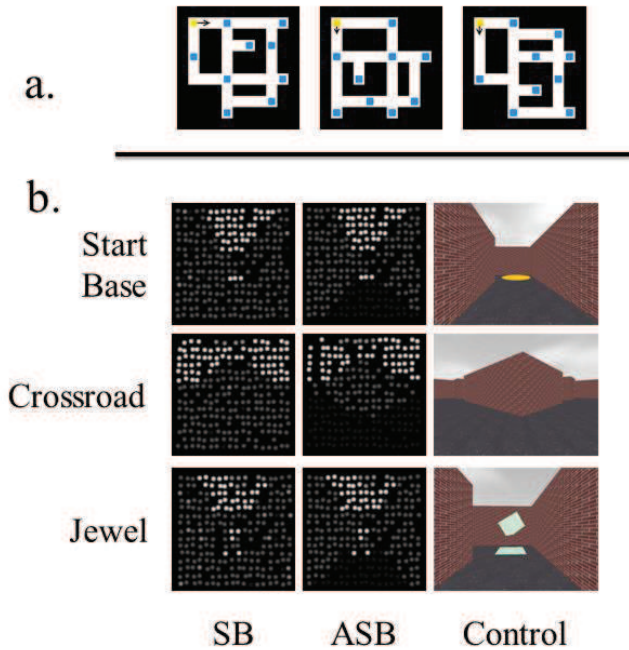 a.
b.
Start
Base
Crossroad
Jewel
SB ASB Control